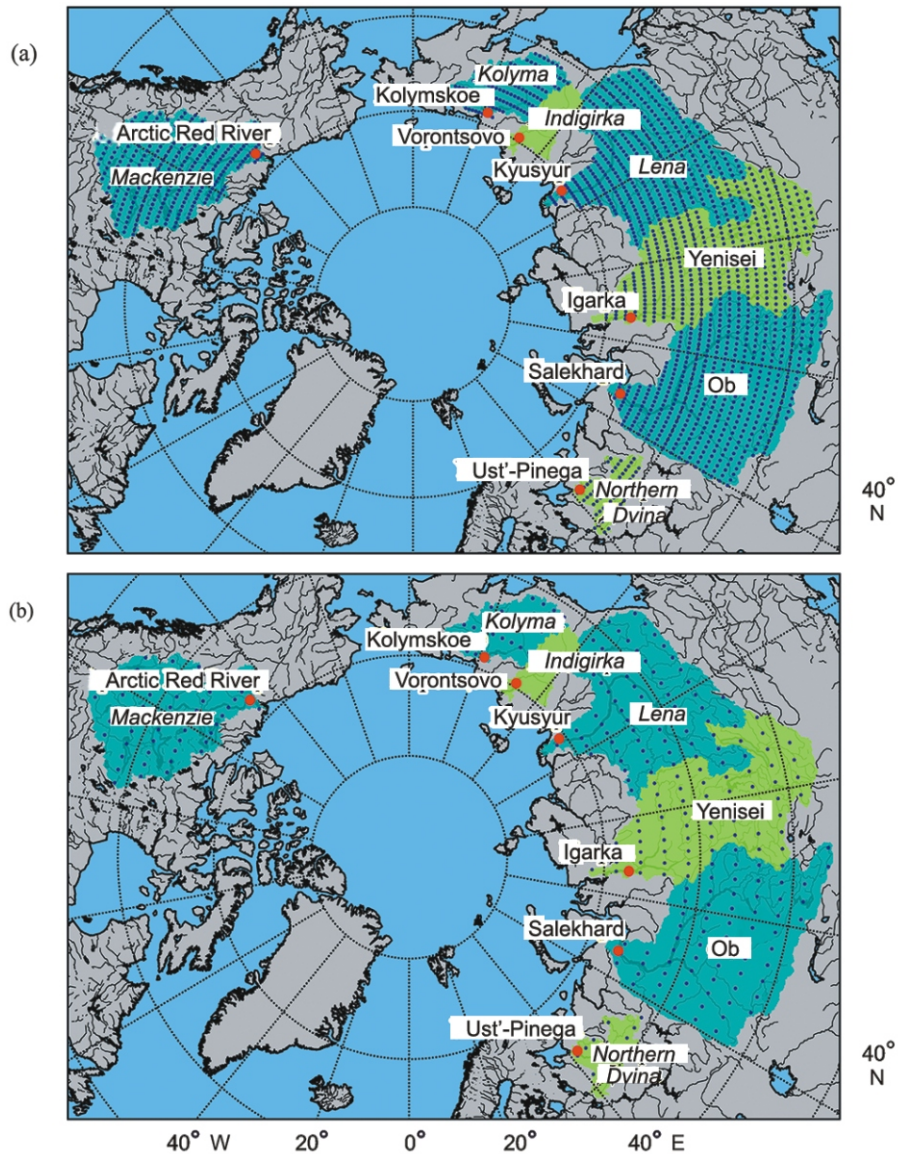 (a)
Kolyma
Kolymskoe
Indigirka
Arctic Red River
Vorontsovo
Mackenzie
Kyusyur
Lena
Yenisei
Igarka
Salekhard
Ob
Ust'-Pinega
Northern
Dvina
40°
N
(b)
Kolyma
Kolymskoe
Indigirka
Arctic Red River
Vorontsovo
Mackenzie
Kyusyur
Lena
Yenisei
Igarka
Salekhard
Ob
Ust'-Pinega
Northern
Dvina
40°
N
40° W 20° 0° 20° 40° E